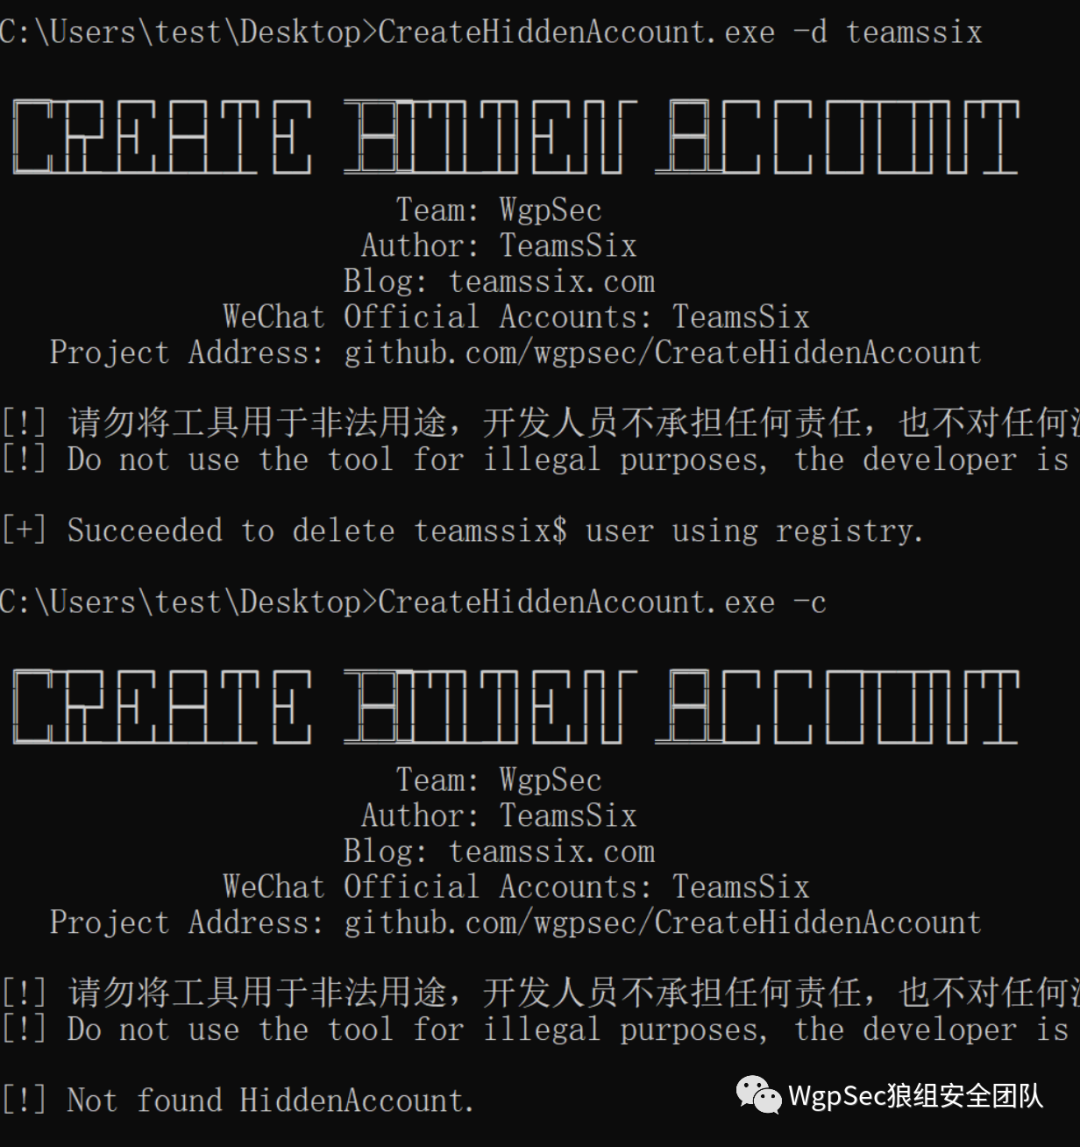 C:\Users\test\Desktop>CreateHiddenAccount.exe -d teamssix
CREATE HIDDEN ACCOUNT
Team: WgpSec
Author: TeamsSix
Blog: teamssix.com
WeChat Official Accounts: TeamsSix
Project Address: github.com/wgpsec/CreateHiddenAccount
[!] 请勿将工具用于非法用途，开发人员不承担任何责任，也不对任何
[!] Do not use the tool for illegal purposes, the developer is
[+] Succeeded to delete teamssix$ user using registry.
C:\Users\test\Desktop>CreateHiddenAccount.exe -c
CREATE HIDDEN ACCOUNT
Team: WgpSec
Author: TeamsSix
Blog: teamssix.com
WeChat Official Accounts: TeamsSix
Project Address: github.com/wgpsec/CreateHiddenAccount
[!] 请勿将工具用于非法用途，开发人员不承担任何责任，也不对任何
[!] Do not use the tool for illegal purposes, the developer is
[!] Not found HiddenAccount.
WgpSec狼组安全团队